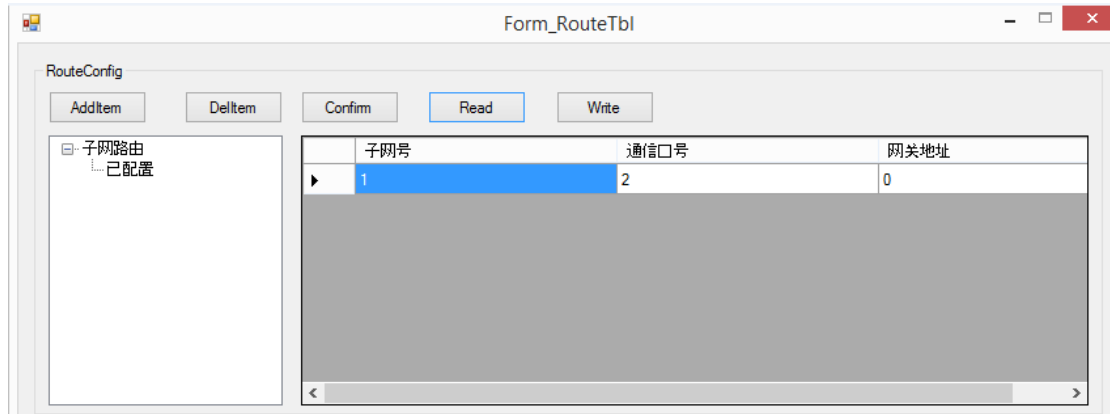 Form_RouteTbl
RouteConfig
AddItem DelItem Confirm Read Write
子网路由
已配置
子网号 通信口号 网关地址
1 2 0